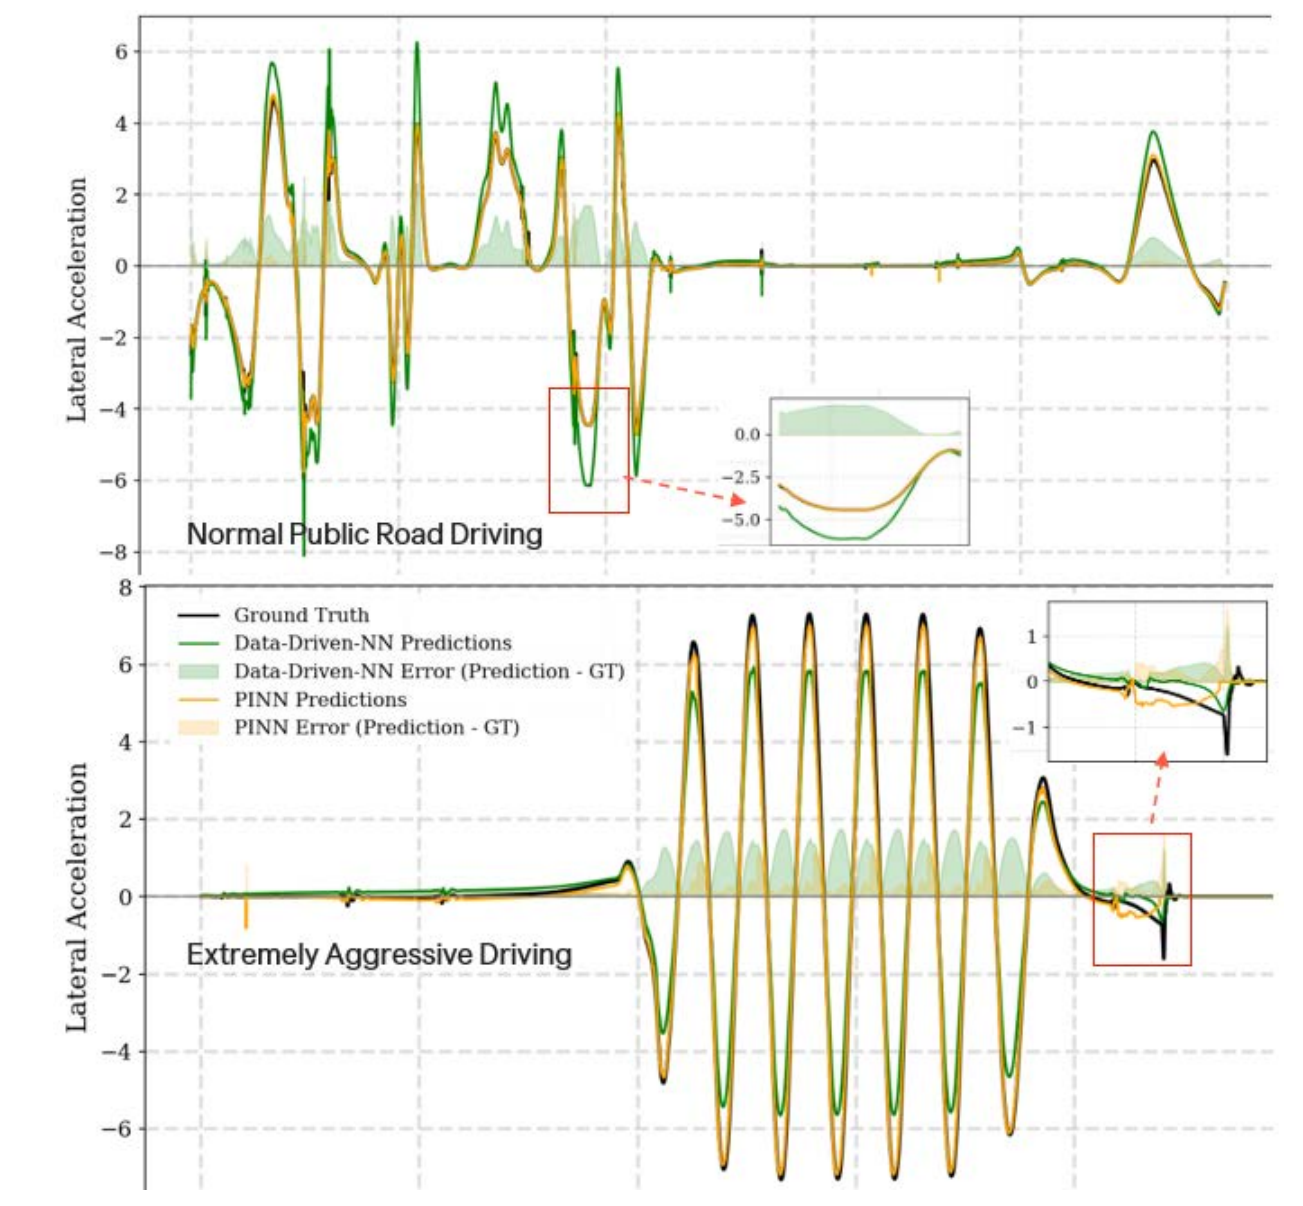 6
4
2
0
−2
−4
−6
−8
Lateral Acceleration
Normal Public Road Driving
0.0
−2.5
−5.0
8
6
4
2
0
−2
−4
−6
Lateral Acceleration
Ground Truth
Data-Driven-NN Predictions
Data-Driven-NN Error (Prediction - GT)
PINN Predictions
PINN Error (Prediction - GT)
Extremely Aggressive Driving
1
0
−1